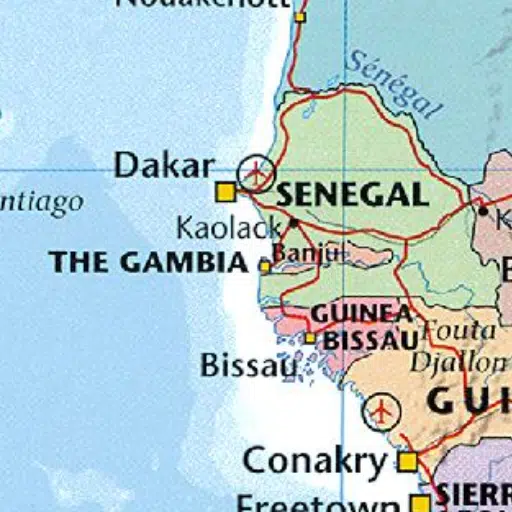 Nouakchott
Sénégal
Dakar
SENEGAL
ntiago
Kaolack
K
Banjul
THE GAMBIA
E
GUINEA
BISSAU
Fouta
Djallon
Bissau
GUI
Conakry
SIERR
Freetown